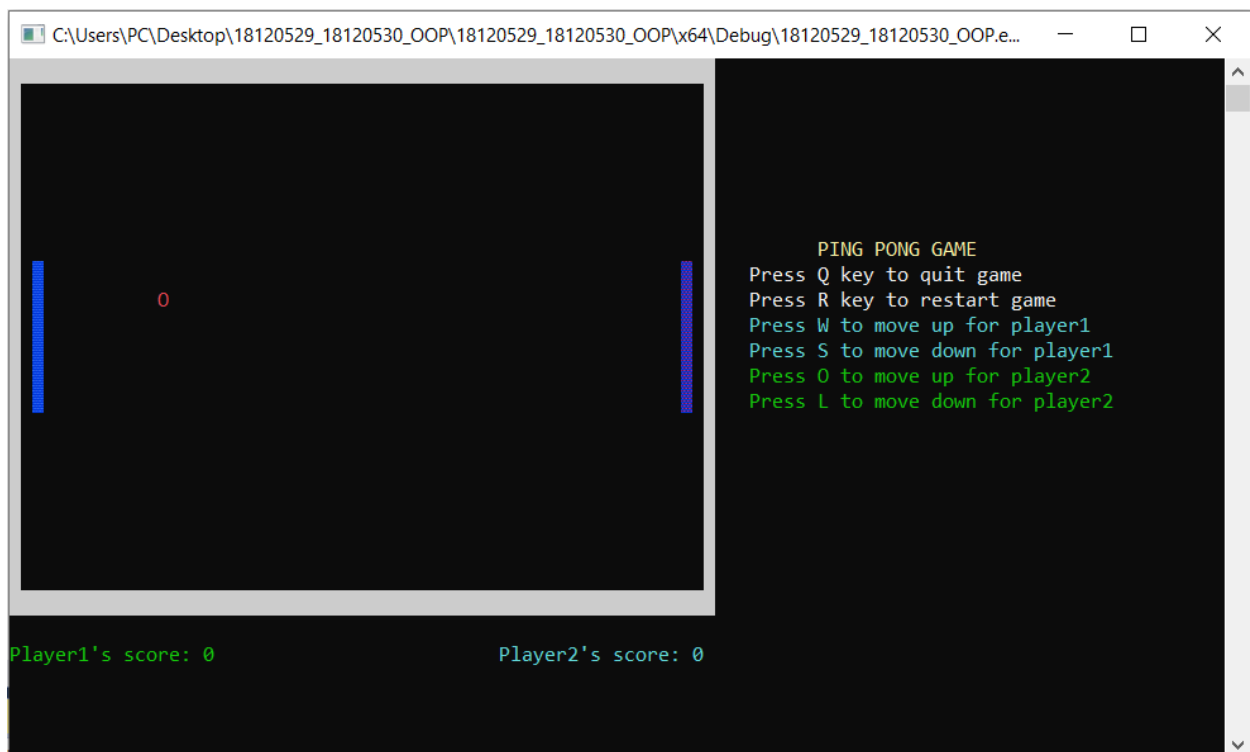 C:\Users\PC\Desktop\18120529_18120530_OOP\18120529_18120530_OOP\x64\Debug\18120529_18120530_OOP.e...
O
PING PONG GAME
Press Q key to quit game
Press R key to restart game
Press W to move up for player1
Press S to move down for player1
Press O to move up for player2
Press L to move down for player2
Player1's score: 0
Player2's score: 0